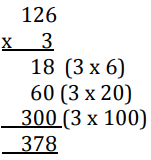 126
x 3
18 (3 x 6)
60 (3 x 20)
300 (3 x 100)
378